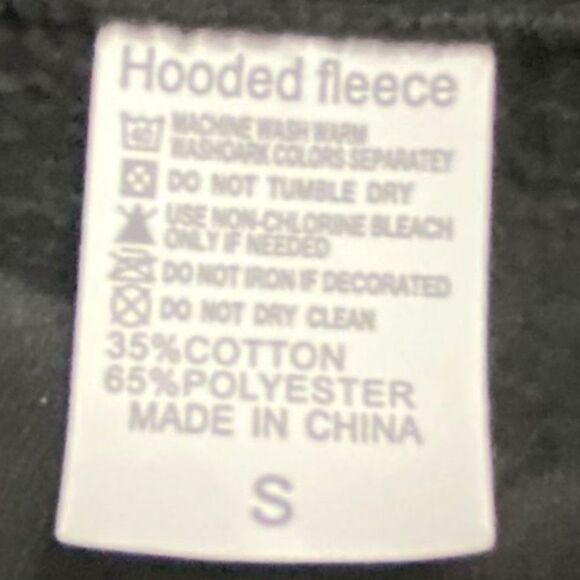 Hooded fleece
40
MACHINE WASH WARM
WASHDARK COLORS SEPARATEY
DO NOT TUMBLE DRY
USE NON-CHLORINE BLEACH
ONLY IF NEEDED
DO NOT IRON IF DECORATED
DO NOT DRY CLEAN
35%COTTON
65%POLYESTER
MADE IN CHINA
S